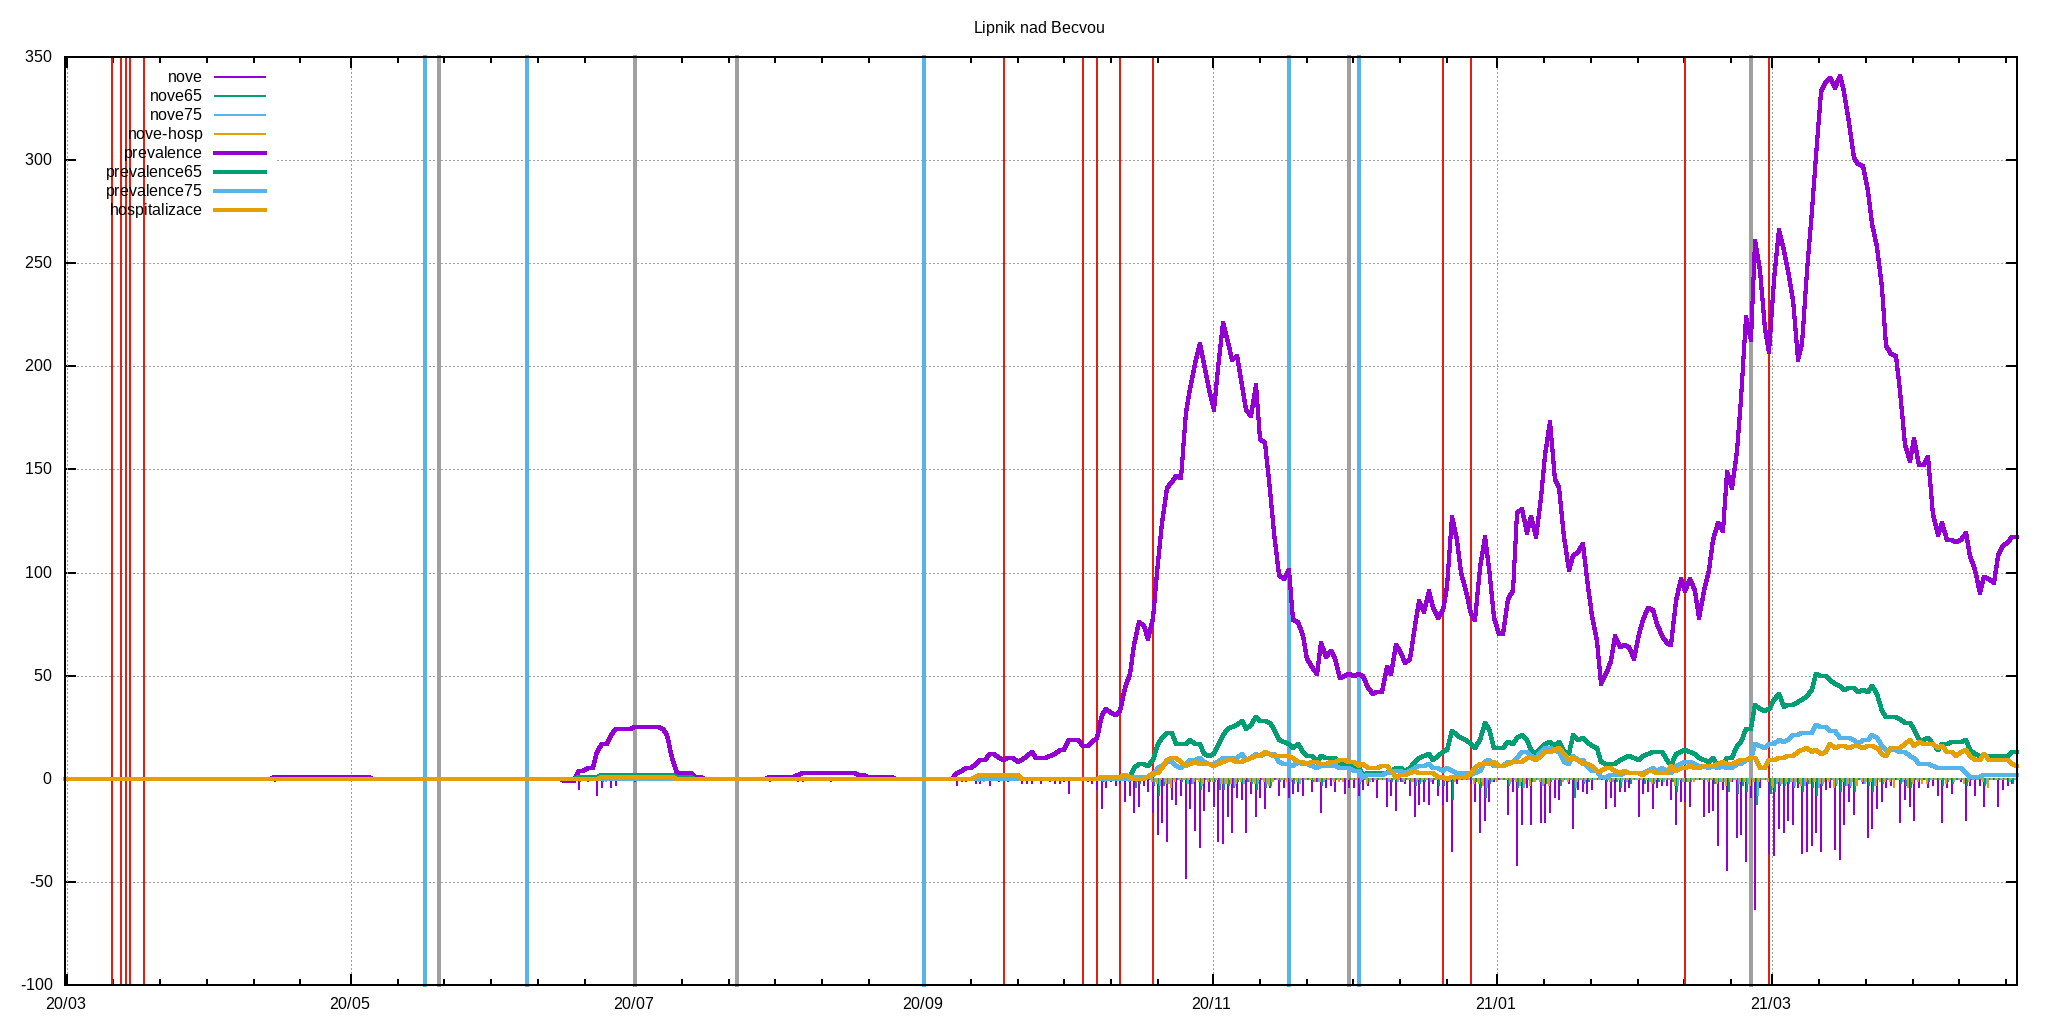 Lipnik nad Becvou
350
300
250
200
150
100
50
0
-50
-100
nove
nove65
nove75
nove-hosp
prevalence
prevalence65
prevalence75
hospitalizace
20/03 20/05 20/07 20/09 20/11 21/01 21/03